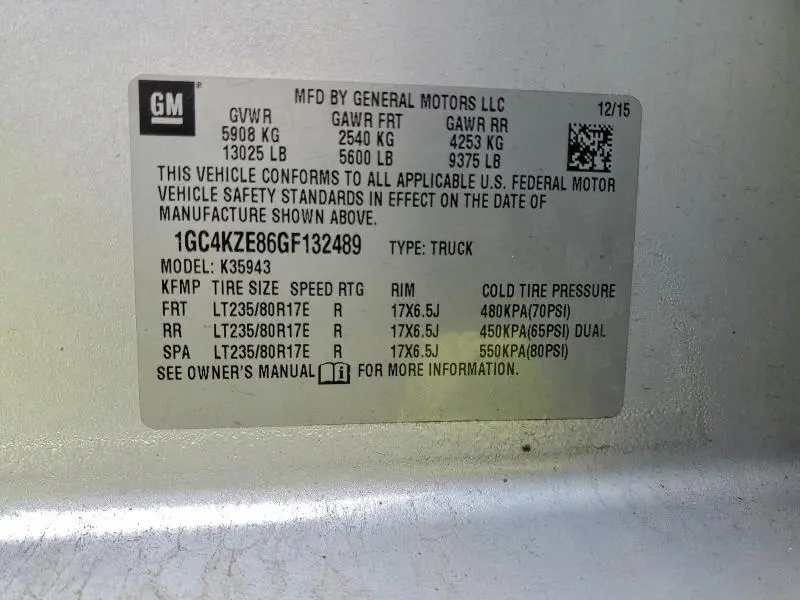 GM
MFD BY GENERAL MOTORS LLC 12/15
GVWR GAWR FRT GAWR RR
5908 KG 2540 KG 4253 KG
13025 LB 5600 LB 9375 LB
THIS VEHICLE CONFORMS TO ALL APPLICABLE U.S. FEDERAL MOTOR
VEHICLE SAFETY STANDARDS IN EFFECT ON THE DATE OF
MANUFACTURE SHOWN ABOVE.
1GC4KZE86GF132489 TYPE: TRUCK
MODEL: K35943
KFMP TIRE SIZE SPEED RTG RIM COLD TIRE PRESSURE
FRT LT235/80R17E R 17X6.5J 480KPA(70PSI)
RR LT235/80R17E R 17X6.5J 450KPA(65PSI) DUAL
SPA LT235/80R17E R 17X6.5J 550KPA(80PSI)
SEE OWNER'S MANUAL i FOR MORE INFORMATION.